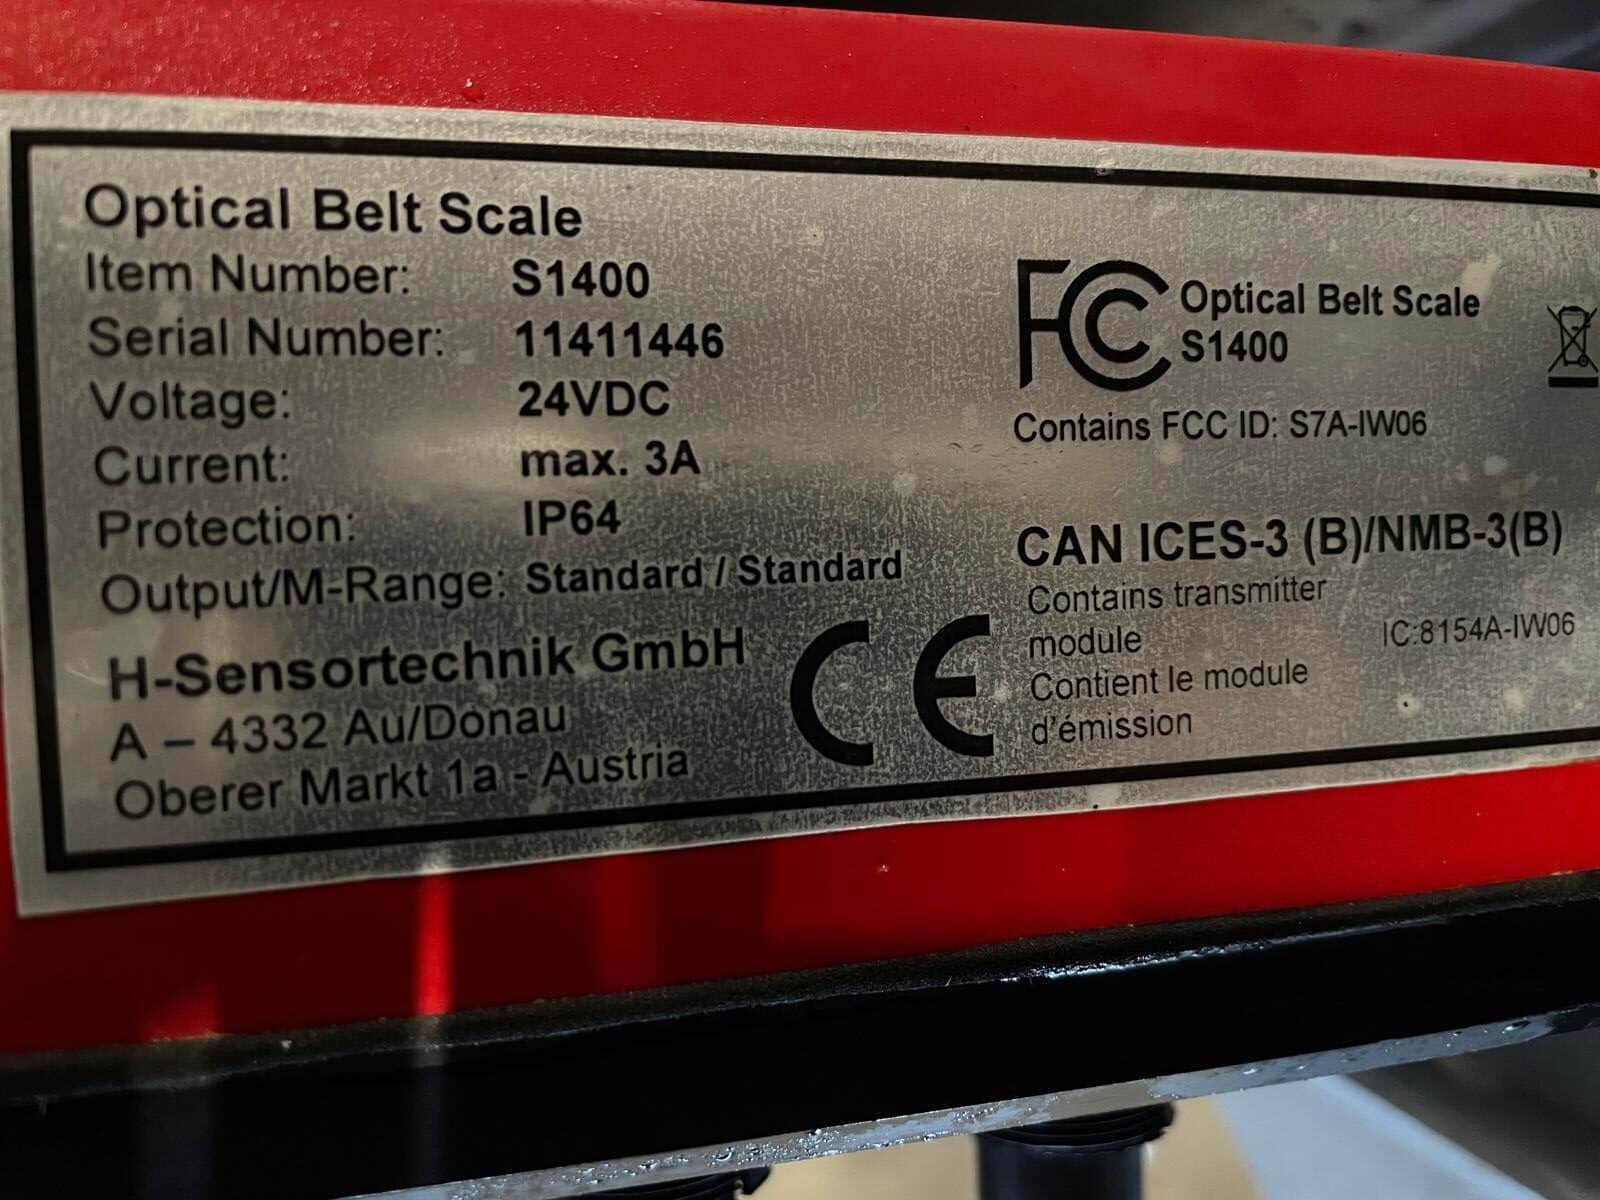 Optical Belt Scale
Item Number: S1400
Serial Number: 11411446
Voltage: 24VDC
Current: max. 3A
Protection: IP64
Output/M-Range: Standard / Standard
H-Sensortechnik GmbH
A – 4332 Au/Donau
Oberer Markt 1a - Austria
CE
FCC
Optical Belt Scale
S1400
Contains FCC ID: S7A-IW06
CAN ICES-3 (B)/NMB-3(B)
Contains transmitter
module
IC:8154A-IW06
Contient le module
d'émission